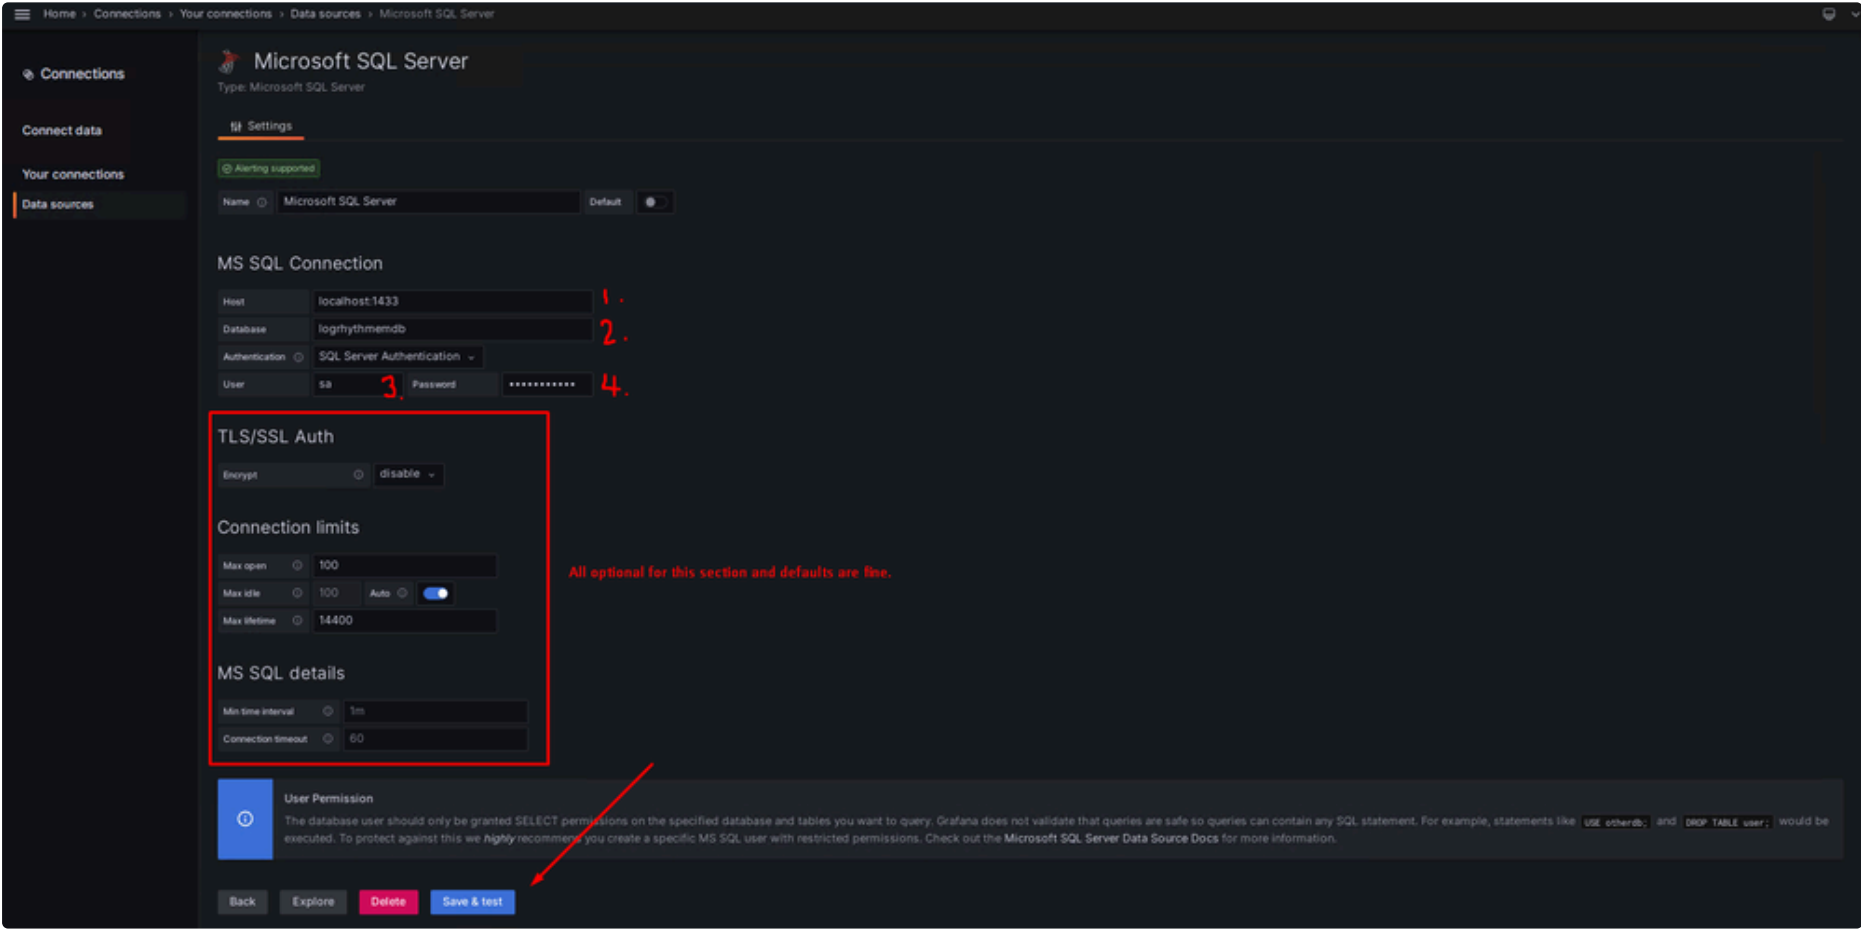 Home › Connections › Your connections › Data sources › Microsoft SQL Server
Connections
Connect data
Your connections
Data sources
Microsoft SQL Server
Type: Microsoft SQL Server
Settings
Alerting supported
Name Microsoft SQL Server Default
MS SQL Connection
Host localhost:1433 1.
Database logrhythmemdb 2.
Authentication SQL Server Authentication
User sa 3. Password ••••••••••• 4.
TLS/SSL Auth
Encrypt disable
Connection limits
Max open 100
Max idle 100 Auto
Max lifetime 14400
All optional for this section and defaults are fine.
MS SQL details
Min time interval 1m
Connection timeout 60
User Permission
The database user should only be granted SELECT permissions on the specified database and tables you want to query. Grafana does not validate that queries are safe so queries can contain any SQL statement. For example, statements like USE otherdb; and DROP TABLE user; would be
executed. To protect against this we highly recommend you create a specific MS SQL user with restricted permissions. Check out the Microsoft SQL Server Data Source Docs for more information.
Back Explore Delete Save & test